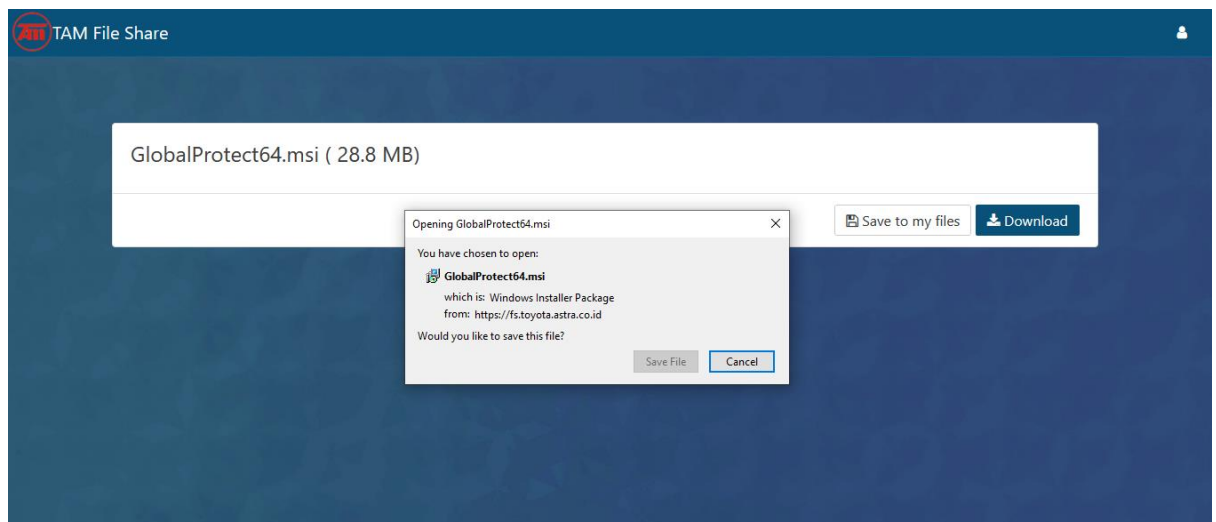 TAM File Share
GlobalProtect64.msi ( 28.8 MB)
Save to my files
Download
Opening GlobalProtect64.msi
You have chosen to open:
GlobalProtect64.msi
which is: Windows Installer Package
from: https://fs.toyota.astra.co.id
Would you like to save this file?
Save File
Cancel